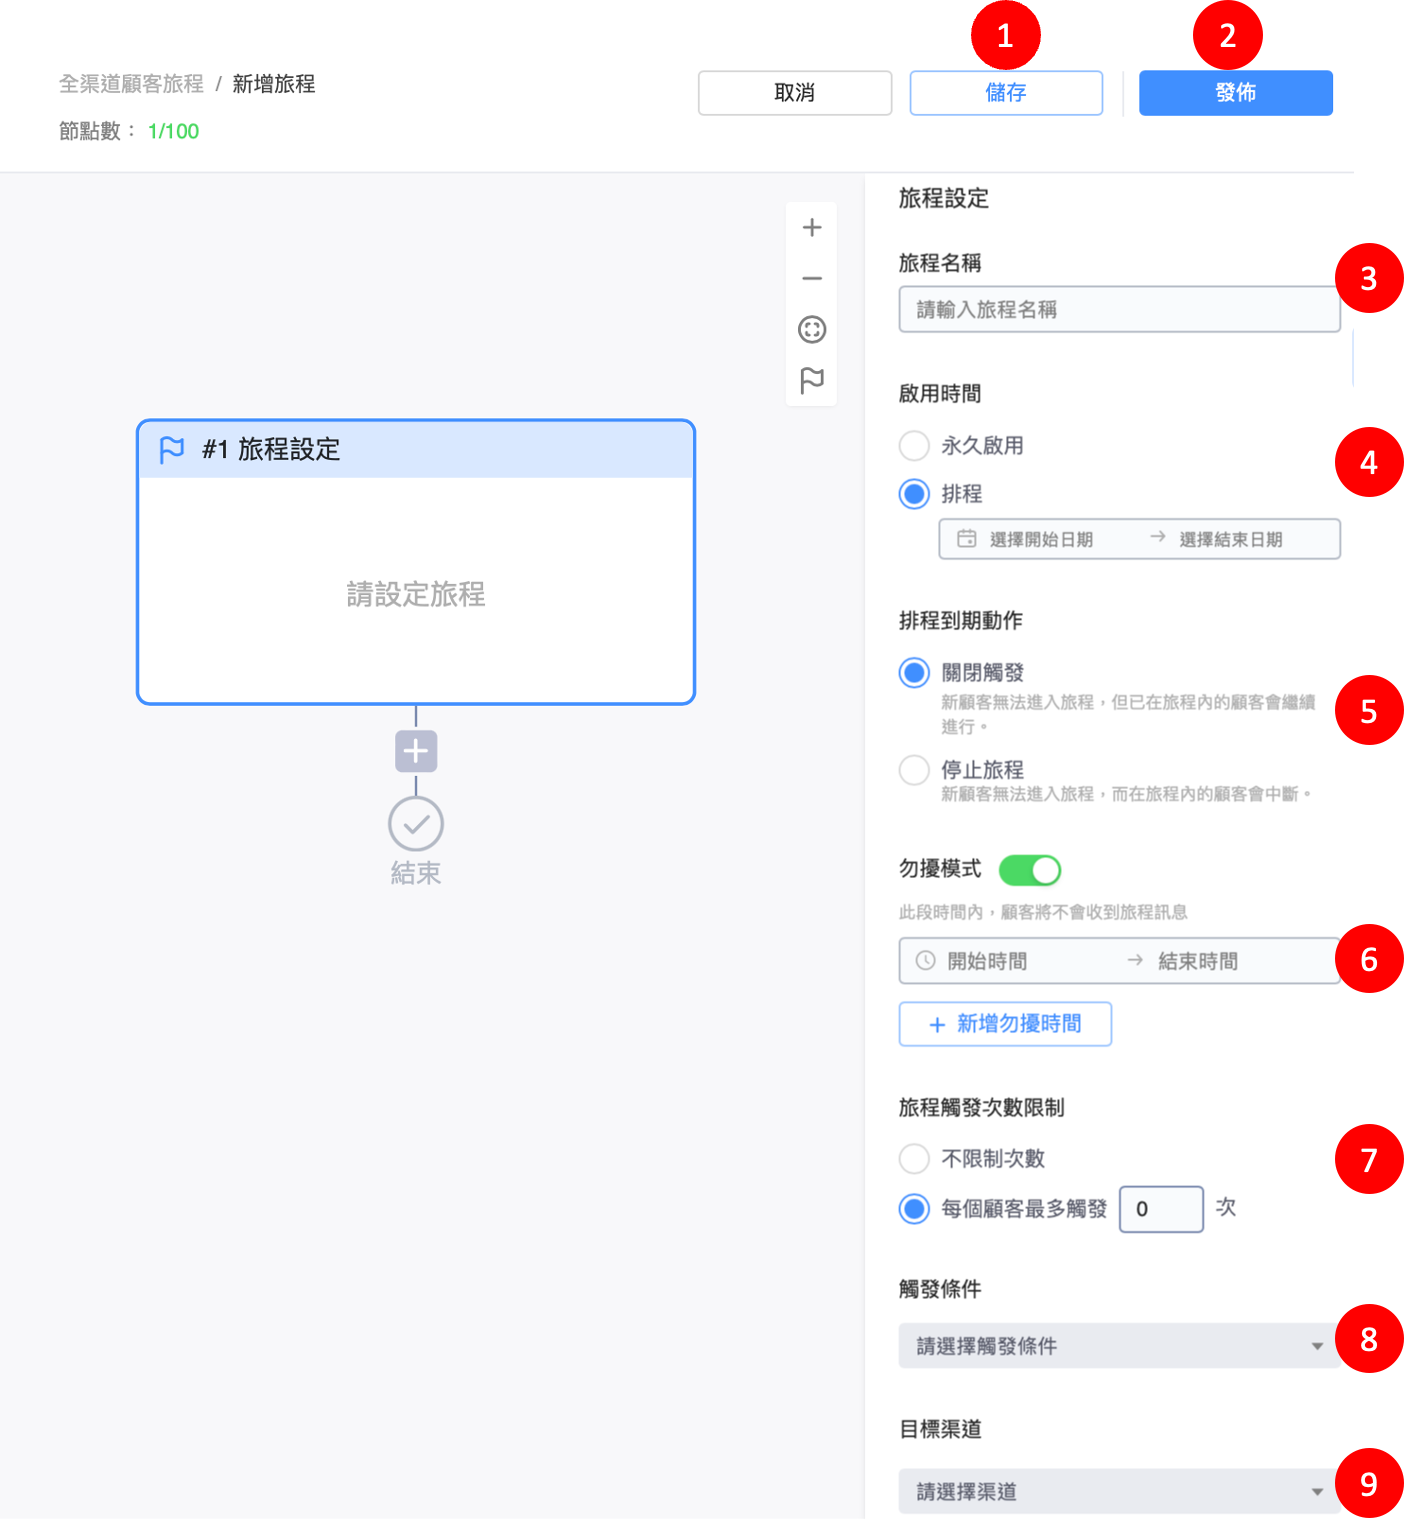 1
2
全渠道顧客旅程 / 新增旅程
取消
儲存
發佈
節點數： 1/100
#1 旅程設定
請設定旅程
結束
旅程設定
旅程名稱
3
請輸入旅程名稱
啟用時間
永久啟用
4
排程
選擇開始日期 → 選擇結束日期
排程到期動作
關閉觸發
新顧客無法進入旅程，但已在旅程內的顧客會繼續
進行。
5
停止旅程
新顧客無法進入旅程，而在旅程內的顧客會中斷。
勿擾模式
此段時間內，顧客將不會收到旅程訊息
開始時間 → 結束時間
6
+ 新增勿擾時間
旅程觸發次數限制
不限制次數
7
每個顧客最多觸發 0 次
觸發條件
請選擇觸發條件
8
目標渠道
請選擇渠道
9